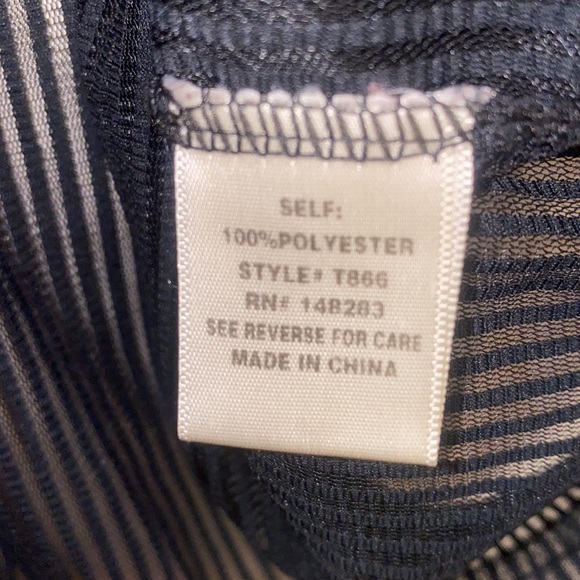 SELF:
100%POLYESTER
STYLE# T866
RN# 148283
SEE REVERSE FOR CARE
MADE IN CHINA